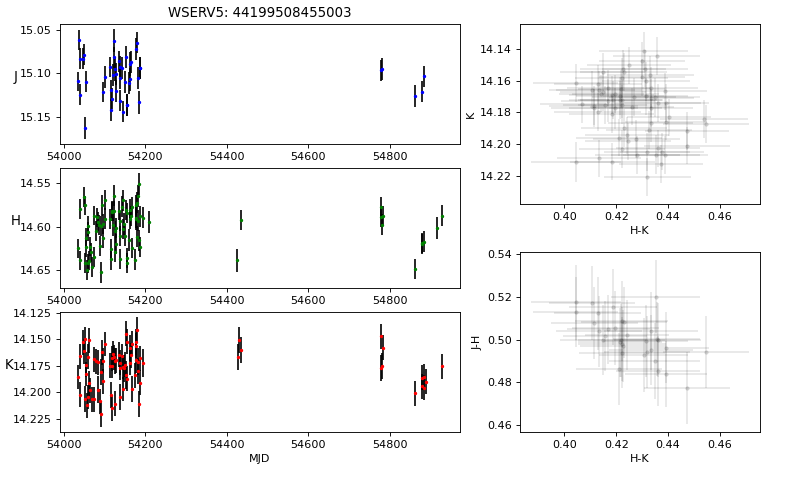 WSERV5: 44199508455003
15.05
15.10
15.15
J
54000 54200 54400 54600 54800
14.55
14.60
14.65
H
54000 54200 54400 54600 54800
14.125
14.150
14.175
14.200
14.225
K
54000 54200 54400 54600 54800
MJD
14.14
14.16
14.18
14.20
14.22
K
0.40 0.42 0.44 0.46
H-K
0.54
0.52
0.50
0.48
0.46
J-H
0.40 0.42 0.44 0.46
H-K